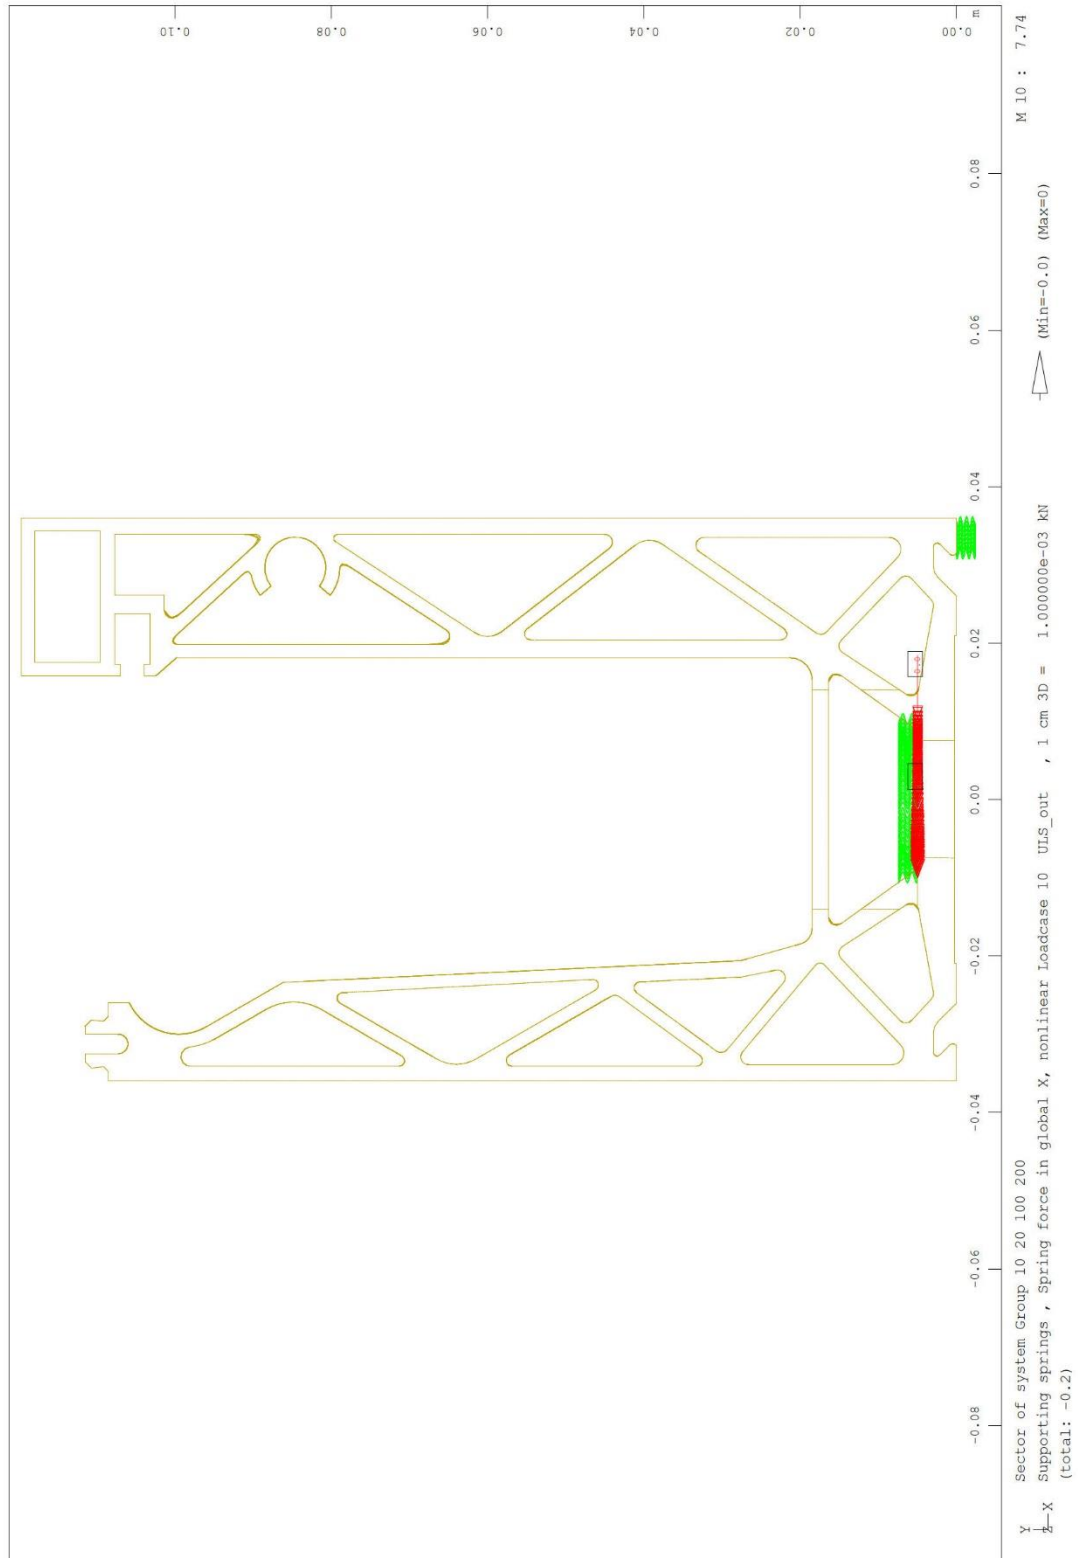 M 10 : 7.74
m
0.00
0.02
0.04
0.06
0.08
0.10
-0.08
-0.06
-0.04
-0.02
0.00
0.02
0.04
0.06
0.08
Y
Z X
Sector of system Group 10 20 100 200
Supporting springs , Spring force in global X, nonlinear Loadcase 10 ULS_out , 1 cm 3D = 1.000000e-03 kN (Min=-0.0) (Max=0)
(total: -0.2)